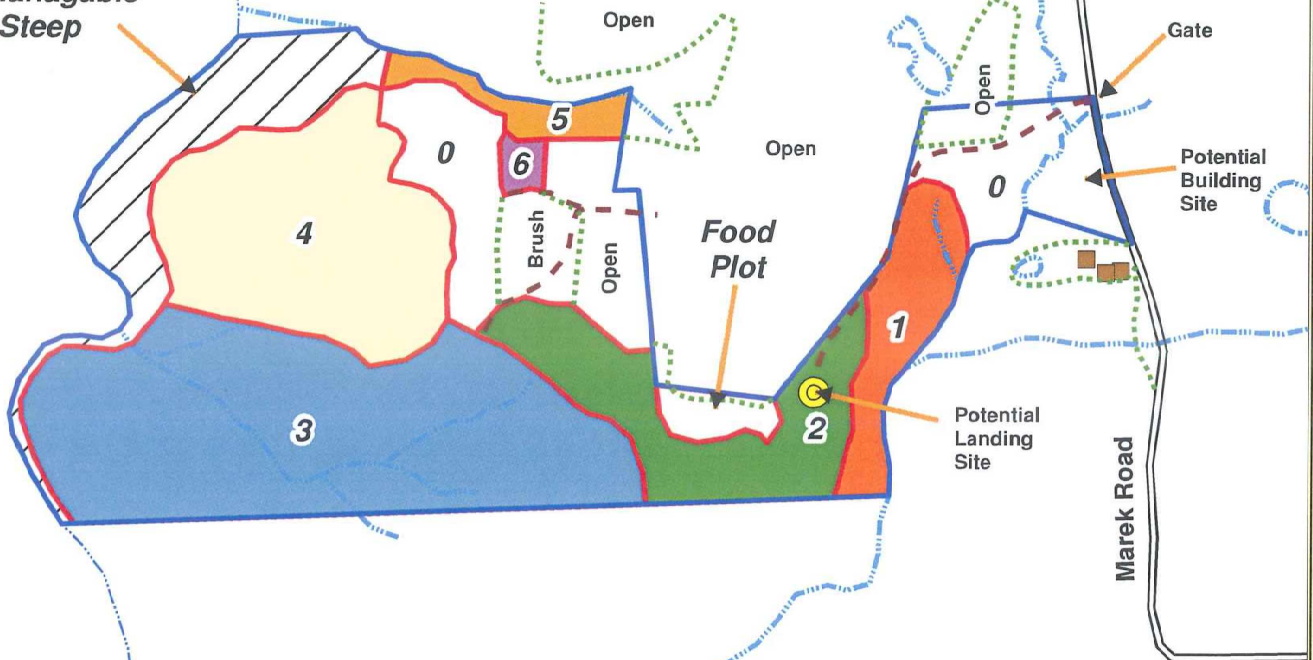 Steep
Open
Gate
Open
5
0
6
Open
0
Potential
Building
Site
4
Brush
Open
Food
Plot
1
3
2
Potential
Landing
Site
Marek Road